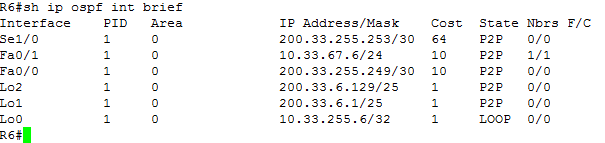 R6#sh ip ospf int brief
Interface PID Area IP Address/Mask Cost State Nbrs F/C
Se1/0 1 0 200.33.255.253/30 64 P2P 0/0
Fa0/1 1 0 10.33.67.6/24 10 P2P 1/1
Fa0/0 1 0 200.33.255.249/30 10 P2P 0/0
Lo2 1 0 200.33.6.129/25 1 P2P 0/0
Lo1 1 0 200.33.6.1/25 1 P2P 0/0
Lo0 1 0 10.33.255.6/32 1 LOOP 0/0
R6#